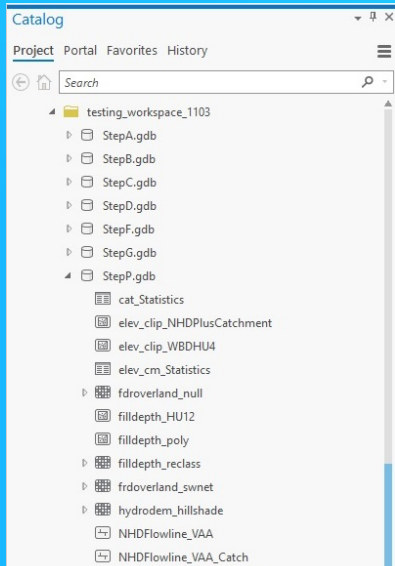 Catalog
Project Portal Favorites History
Search
testing_workspace_1103
StepA.gdb
StepB.gdb
StepC.gdb
StepD.gdb
StepF.gdb
StepG.gdb
StepP.gdb
cat_Statistics
elev_clip_NHDPlusCatchment
elev_clip_WBDHU4
elev_cm_Statistics
fdroverland_null
filldepth_HU12
filldepth_poly
filldepth_reclass
frdoverland_swnet
hydrodem_hillshade
NHDFlowline_VAA
NHDFlowline_VAA_Catch